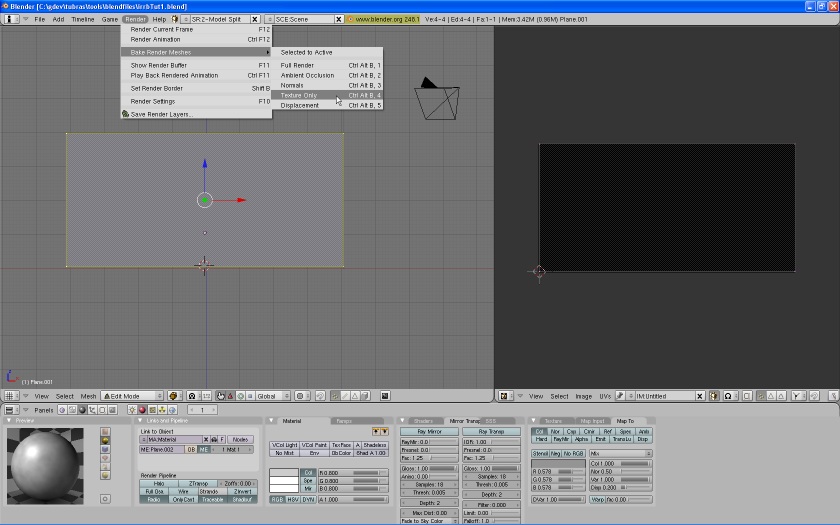 Blender [C:\gdev\tubras\tools\blendfiles\irrbTut1.blend]
File Add Timeline Game Render Help SR:2-Model Split SCE:Scene www.blender.org 246.1 Ve:4-4 | Ed:4-4 | Fa:1-1 | Mem:3.42M (0.98M) Plane.001
Render Current Frame F12
Render Animation Ctrl F12
Bake Render Meshes
Show Render Buffer F11
Play Back Rendered Animation Ctrl F11
Set Render Border Shift B
Render Settings F10
Save Render Layers...
Selected to Active
Full Render Ctrl Alt B, 1
Ambient Occlusion Ctrl Alt B, 2
Normals Ctrl Alt B, 3
Texture Only Ctrl Alt B, 4
Displacement Ctrl Alt B, 5
(1) Plane.001
View Select Mesh Edit Mode Global
View Select Image UVs IM:Untitled
Panels 1
Preview
Links and Pipeline
Link to Object
MA:Material F Nodes
ME:Plane.002 OB ME 1 Mat 1
Render Pipeline
Halo ZTransp Zoffs: 0.00
Full Osa Wire Strands ZInvert
Radio OnlyCast Traceable Shadbuf
Material Ramps
VCol Light VCol Paint TexFace A Shadeless
No Mist Env ObColor Shad A 1.00
Col R 0.800
Spe G 0.800
Mir B 0.800
RGB HSV DYN A 1.000
Shaders Mirror Transp SSS
Ray Mirror Ray Transp
RayMir: 0.0 IOR: 1.00
Fresnel: 0.0 Fresnel: 0.0
Fac: 1.25 Fac: 1.25
Gloss: 1.00 Gloss: 1.00
Aniso: 0.00 Samples: 18
Samples: 18 Thresh: 0.005
Thresh: 0.005 Depth: 2
Depth: 2 Filter: 0.000
Max Dist: 0.00 Limit: 0.00
Fade to Sky Color Falloff: 1.0
Texture Map Input Map To
Col Nor Csp Cmir Ref Spec Amb
Hard RayMir Alpha Emit TransLu Disp
Stencil Neg No RGB Mix
Col 1.000
R 0.578 Nor 0.50
G 0.578 Var 1.000
B 0.578 Disp 0.200
DVar 1.00 Warp fac 0.00